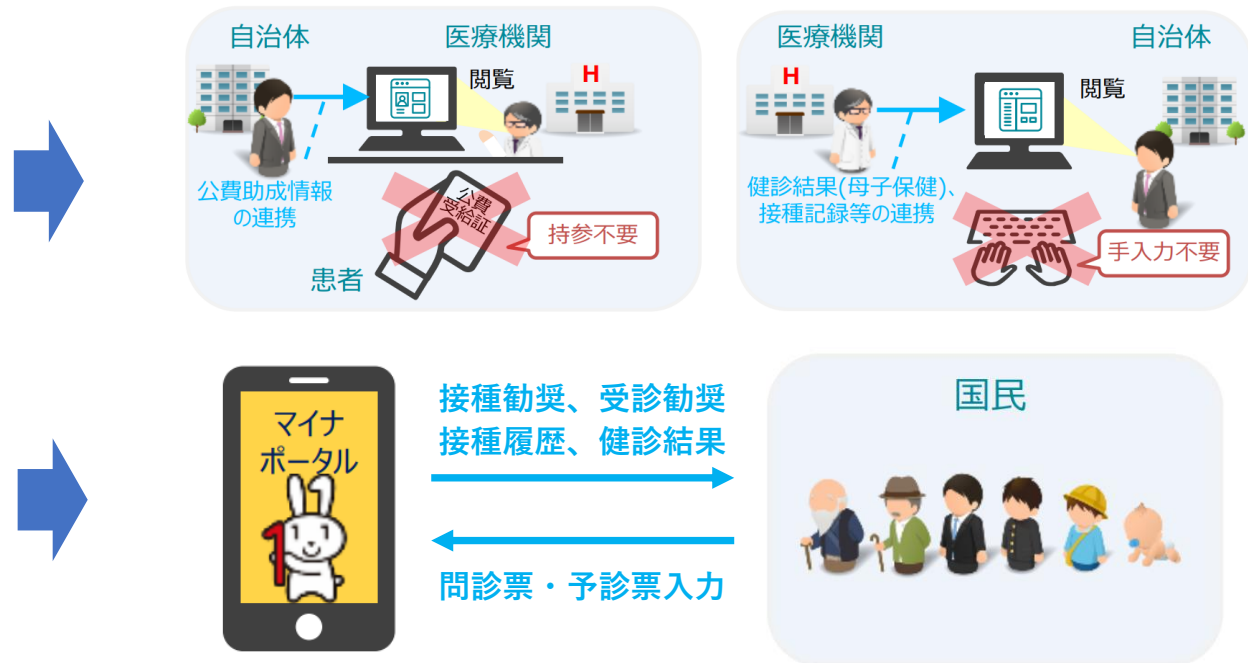 自治体
医療機関
閲覧
H
公費助成情報
の連携
公費
受給証
持参不要
患者
医療機関
自治体
H
閲覧
健診結果(母子保健)、
接種記録等の連携
手入力不要
マイナ
ポータル
1
接種勧奨、受診勧奨
接種履歴、健診結果
問診票・予診票入力
国民